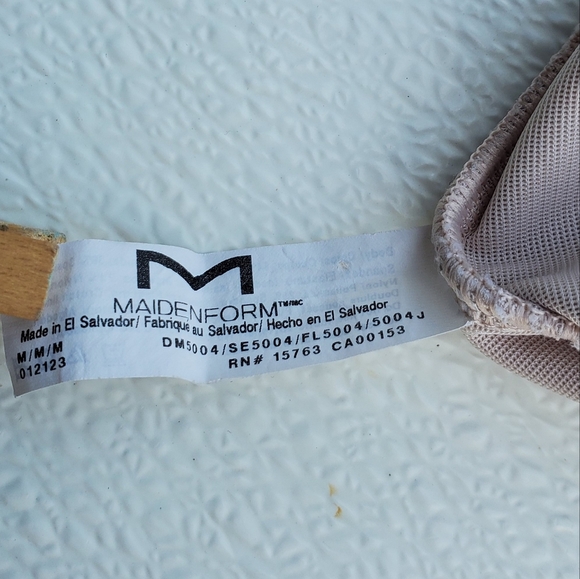 M
MAIDENFORM™/MC
Made in El Salvador/ Fabriqué au Salvador/ Hecho en El Salvador
M/M/M DM5004/SE5004/FL5004/5004J
012123 RN# 15763 CA00153